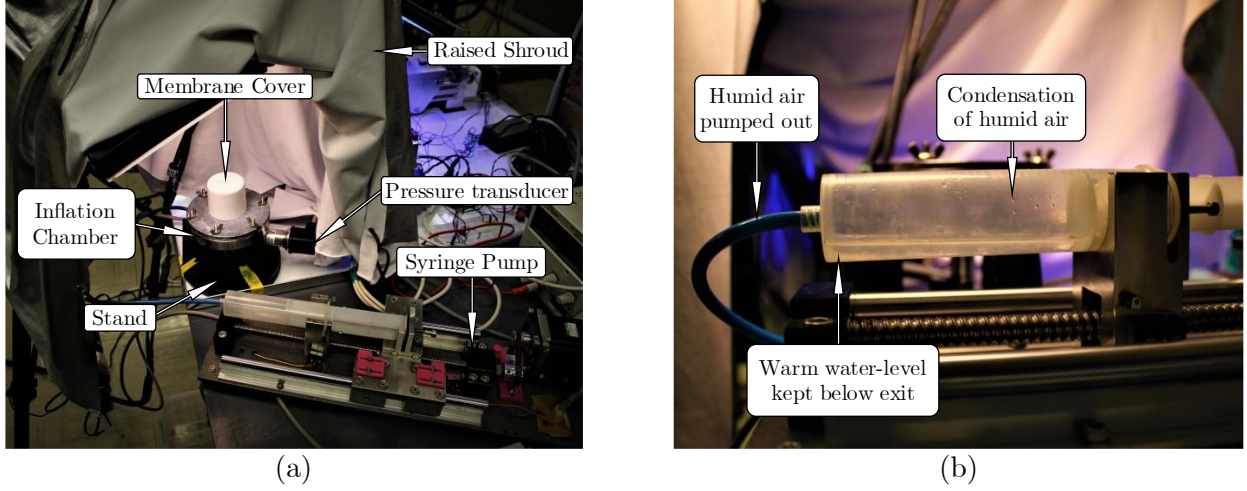 Raised Shroud
Membrane Cover
Pressure transducer
Inflation
Chamber
Syringe Pump
Stand
(a)
Humid air
pumped out
Condensation
of humid air
Warm water-level
kept below exit
(b)